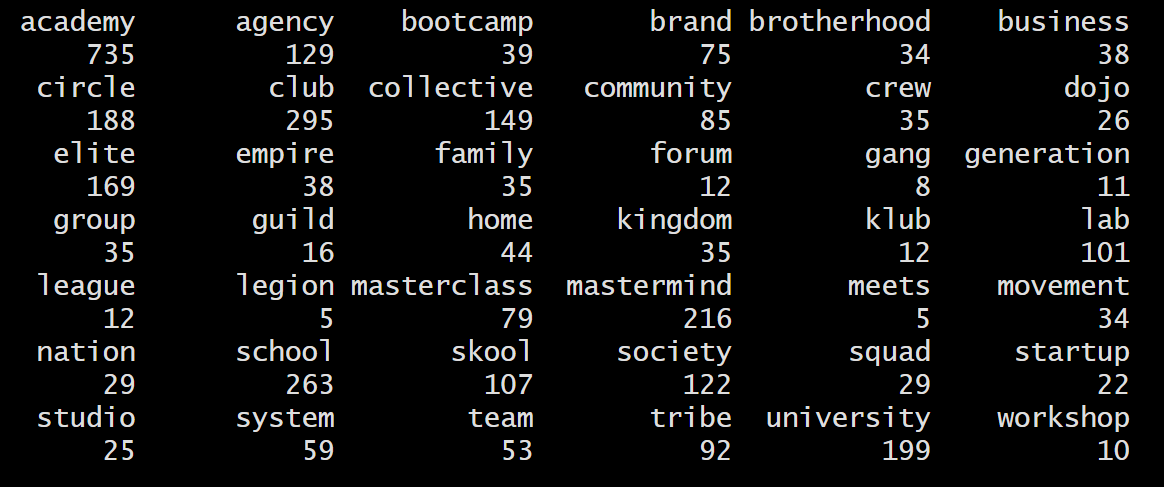 academy agency bootcamp brand brotherhood business
735 129 39 75 34 38
circle club collective community crew dojo
188 295 149 85 35 26
elite empire family forum gang generation
169 38 35 12 8 11
group guild home kingdom klub lab
35 16 44 35 12 101
league legion masterclass mastermind meets movement
12 5 79 216 5 34
nation school skool society squad startup
29 263 107 122 29 22
studio system team tribe university workshop
25 59 53 92 199 10